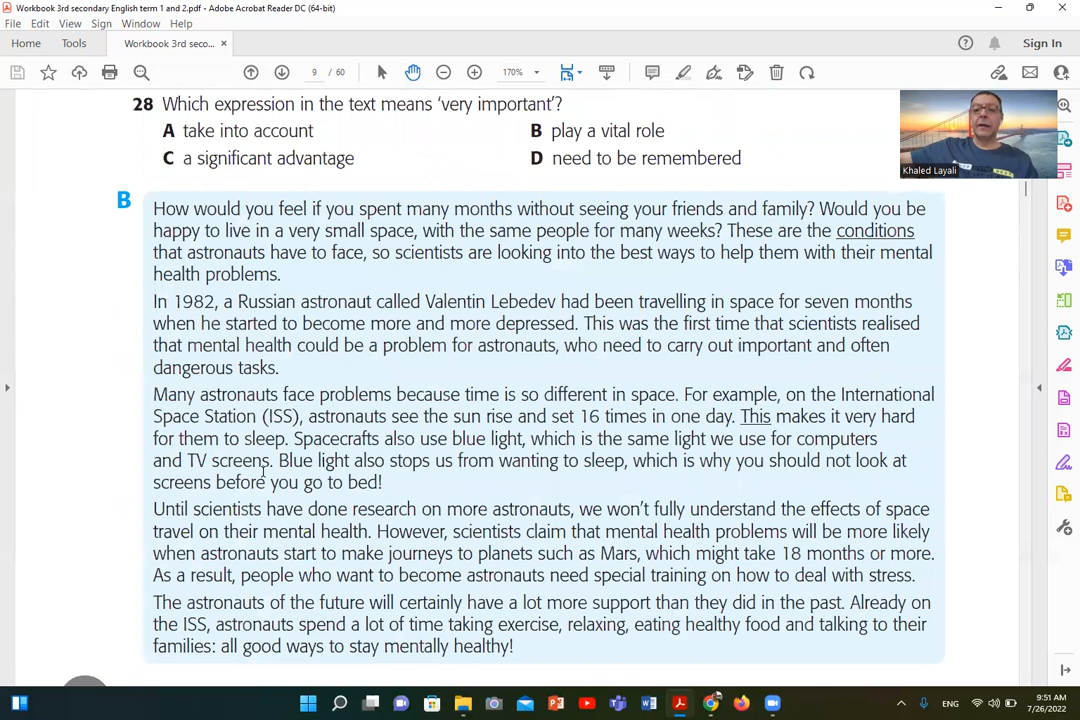 Workbook 3rd secondary English term 1 and 2.pdf - Adobe Acrobat Reader DC (64-bit)
File Edit View Sign Window Help
Home Tools Workbook 3rd seco... × Sign In
9 / 60 170%
28 Which expression in the text means ‘very important’?
A take into account B play a vital role
C a significant advantage D need to be remembered
Khaled Layali
B
How would you feel if you spent many months without seeing your friends and family? Would you be
happy to live in a very small space, with the same people for many weeks? These are the conditions
that astronauts have to face, so scientists are looking into the best ways to help them with their mental
health problems.
In 1982, a Russian astronaut called Valentin Lebedev had been travelling in space for seven months
when he started to become more and more depressed. This was the first time that scientists realised
that mental health could be a problem for astronauts, who need to carry out important and often
dangerous tasks.
Many astronauts face problems because time is so different in space. For example, on the International
Space Station (ISS), astronauts see the sun rise and set 16 times in one day. This makes it very hard
for them to sleep. Spacecrafts also use blue light, which is the same light we use for computers
and TV screens. Blue light also stops us from wanting to sleep, which is why you should not look at
screens before you go to bed!
Until scientists have done research on more astronauts, we won’t fully understand the effects of space
travel on their mental health. However, scientists claim that mental health problems will be more likely
when astronauts start to make journeys to planets such as Mars, which might take 18 months or more.
As a result, people who want to become astronauts need special training on how to deal with stress.
The astronauts of the future will certainly have a lot more support than they did in the past. Already on
the ISS, astronauts spend a lot of time taking exercise, relaxing, eating healthy food and talking to their
families: all good ways to stay mentally healthy!
ENG 9:51 AM
7/26/2022